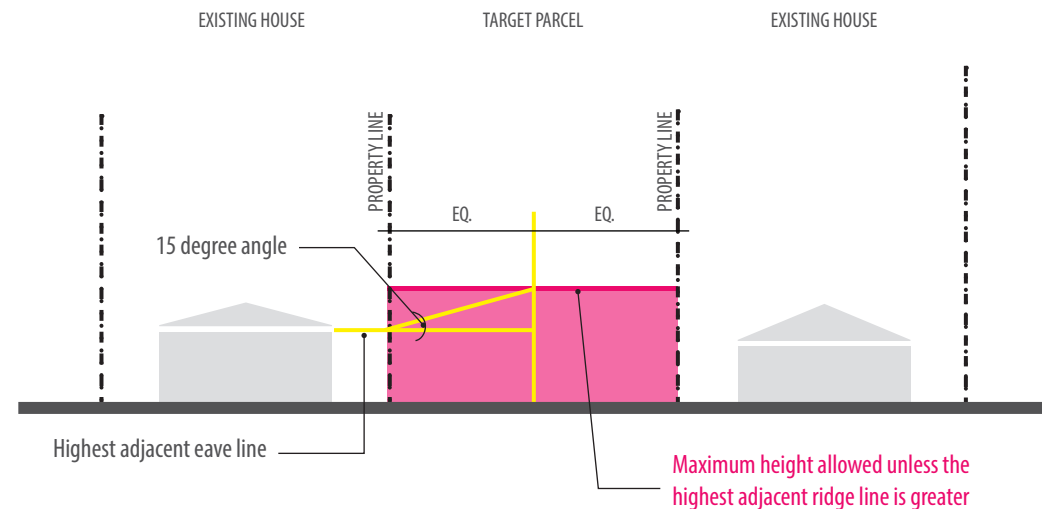 EXISTING HOUSE
TARGET PARCEL
EXISTING HOUSE
PROPERTY LINE
PROPERTY LINE
EQ.
EQ.
15 degree angle
Highest adjacent eave line
Maximum height allowed unless the
highest adjacent ridge line is greater